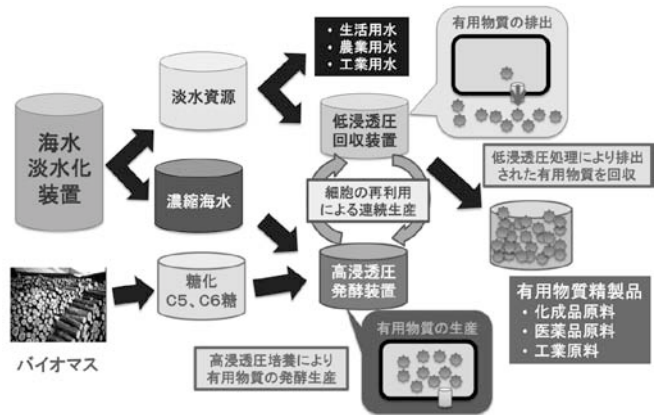 ・ 生活用水
・ 農業用水
・ 工業用水
有用物質の排出
淡水資源
海水
淡水化
装置
低浸透圧
回収装置
低浸透圧処理により排出
された有用物質を回収
濃縮海水
細胞の再利用
による連続生産
糖化
C5、C6糖
高浸透圧
発酵装置
バイオマス
有用物質の生産
高浸透圧培養により
有用物質の発酵生産
有用物質精製品
・ 化成品原料
・ 医薬品原料
・ 工業原料